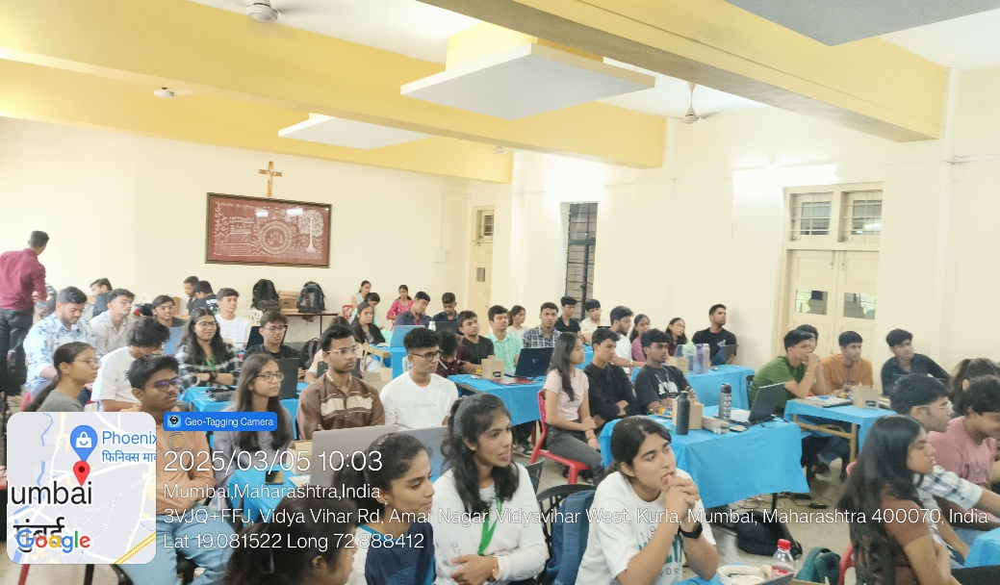 Geo-Tagging Camera
Phoenix
फिनिक्स मा
2025/03/05 10:03
umbai
Mumbai,Maharashtra,India
3VJQ+FFJ, Vidya Vihar Rd, Amar Nagar, Vidyavihar West, Kurla, Mumbai, Maharashtra 400070, India
Google
Lat 19.081522 Long 72.888412